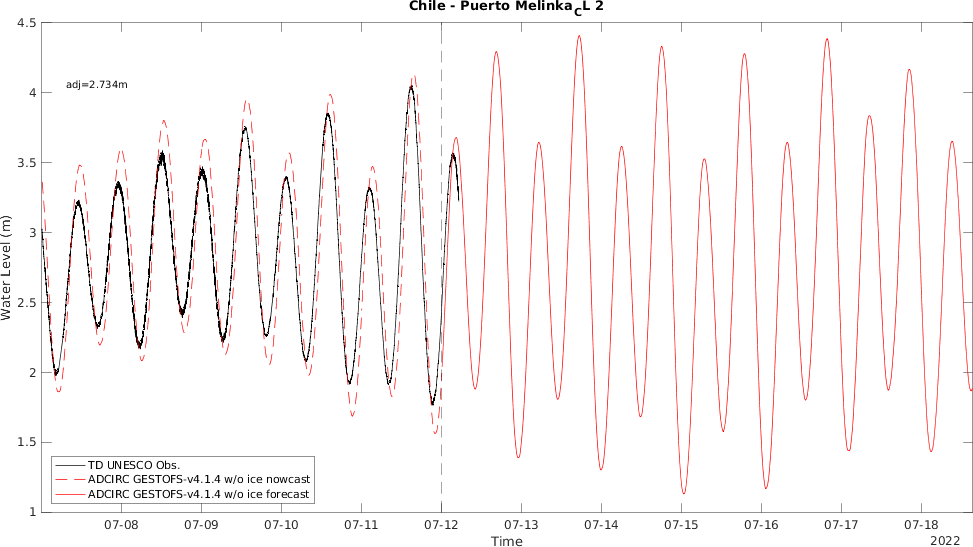 Chile - Puerto Melinka_CL 2
4.5
4
3.5
3
2.5
2
1.5
1
Water Level (m)
adj=2.734m
TD UNESCO Obs.
ADCIRC GESTOFS-v4.1.4 w/o ice nowcast
ADCIRC GESTOFS-v4.1.4 w/o ice forecast
07-08 07-09 07-10 07-11 07-12 07-13 07-14 07-15 07-16 07-17 07-18
Time
2022